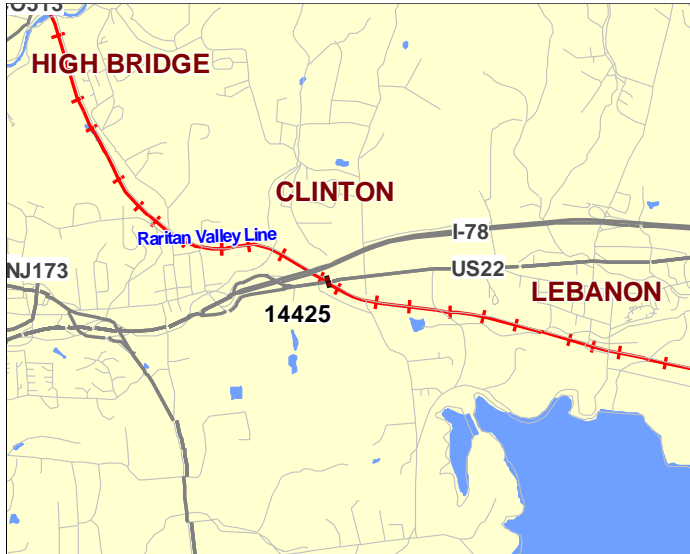 HIGH BRIDGE
CLINTON
Raritan Valley Line
I-78
NJ173
US22
LEBANON
14425